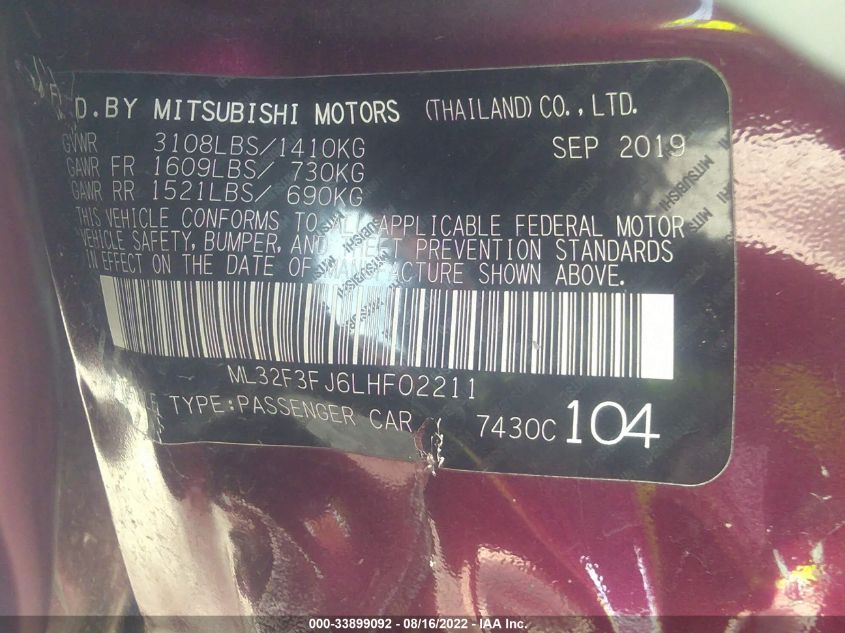 D.BY MITSUBISHI MOTORS (THAILAND) CO., LTD.
GVWR 3108LBS/1410KG SEP 2019
GAWR FR 1609LBS/ 730KG
GAWR RR 1521LBS/ 690KG
THIS VEHICLE CONFORMS TO ALL APPLICABLE FEDERAL MOTOR
VEHICLE SAFETY, BUMPER, AND THEFT PREVENTION STANDARDS
IN EFFECT ON THE DATE OF MANUFACTURE SHOWN ABOVE.
ML32F3FJ6LHF02211
TYPE:PASSENGER CAR 7430C 104
000-33899092 - 08/16/2022 - IAA Inc.